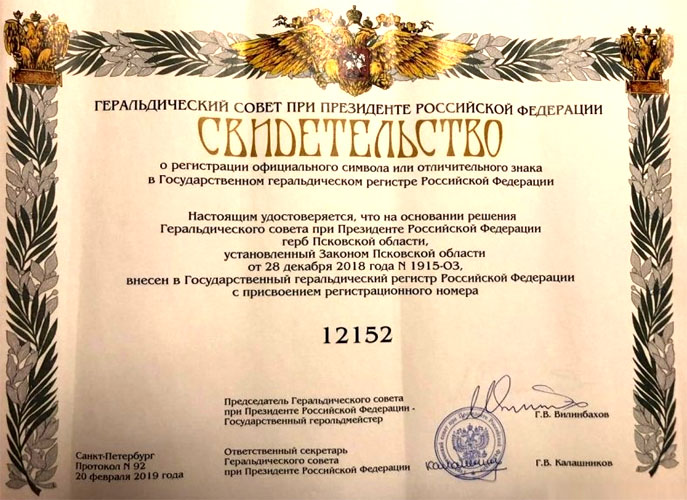 ГЕРАЛЬДИЧЕСКИЙ СОВЕТ ПРИ ПРЕЗИДЕНТЕ РОССИЙСКОЙ ФЕДЕРАЦИИ
СВИДЕТЕЛЬСТВО
о регистрации официального символа или отличительного знака
в Государственном геральдическом регистре Российской Федерации
Настоящим удостоверяется, что на основании решения
Геральдического совета при Президенте Российской Федерации
герб Псковской области,
установленный Законом Псковской области
от 28 декабря 2018 года N 1915-ОЗ,
внесен в Государственный геральдический регистр Российской Федерации
с присвоением регистрационного номера
12152
Председатель Геральдического совета
при Президенте Российской Федерации -
Государственный герольдмейстер
Г.В. Вилинбахов
Санкт-Петербург
Протокол N 92
20 февраля 2019 года
Ответственный секретарь
Геральдического совета
при Президенте Российской Федерации
Г.В. Калашников